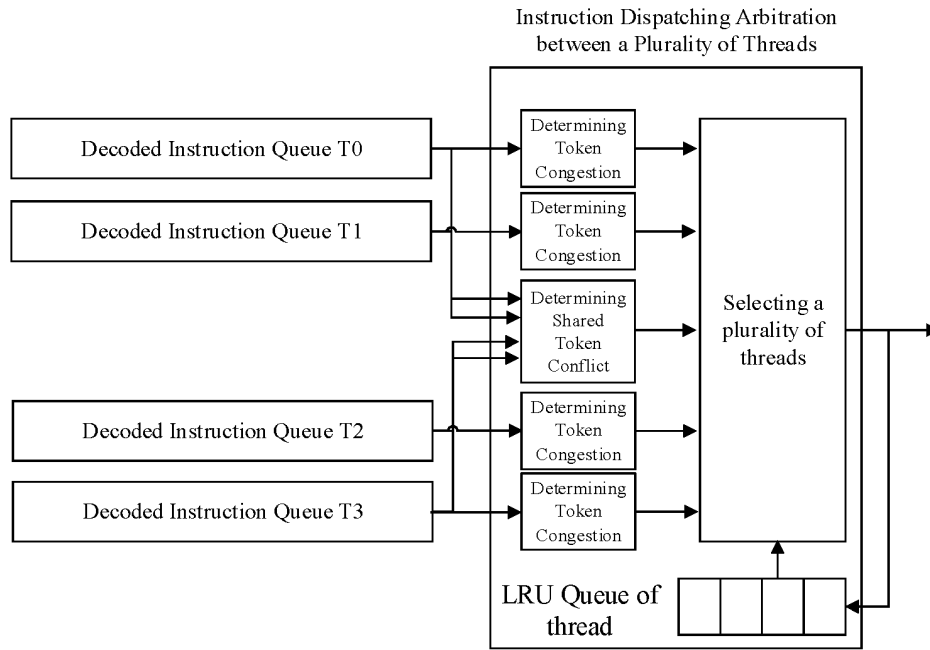 Instruction Dispatching Arbitration
between a Plurality of Threads
Decoded Instruction Queue T0
Determining
Token
Congestion
Decoded Instruction Queue T1
Determining
Token
Congestion
Determining
Shared
Token
Conflict
Selecting a
plurality of
threads
Decoded Instruction Queue T2
Determining
Token
Congestion
Decoded Instruction Queue T3
Determining
Token
Congestion
LRU Queue of
thread